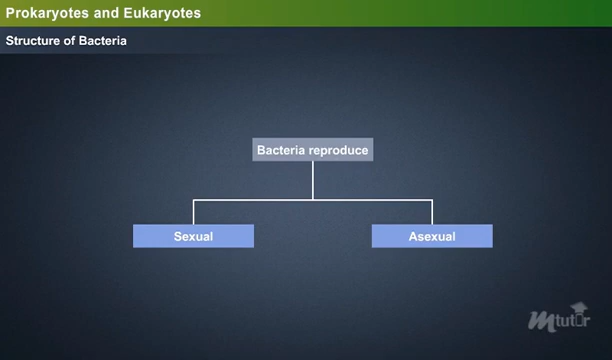 Prokaryotes and Eukaryotes
Structure of Bacteria
Bacteria reproduce
Sexual
Asexual
Mtutor